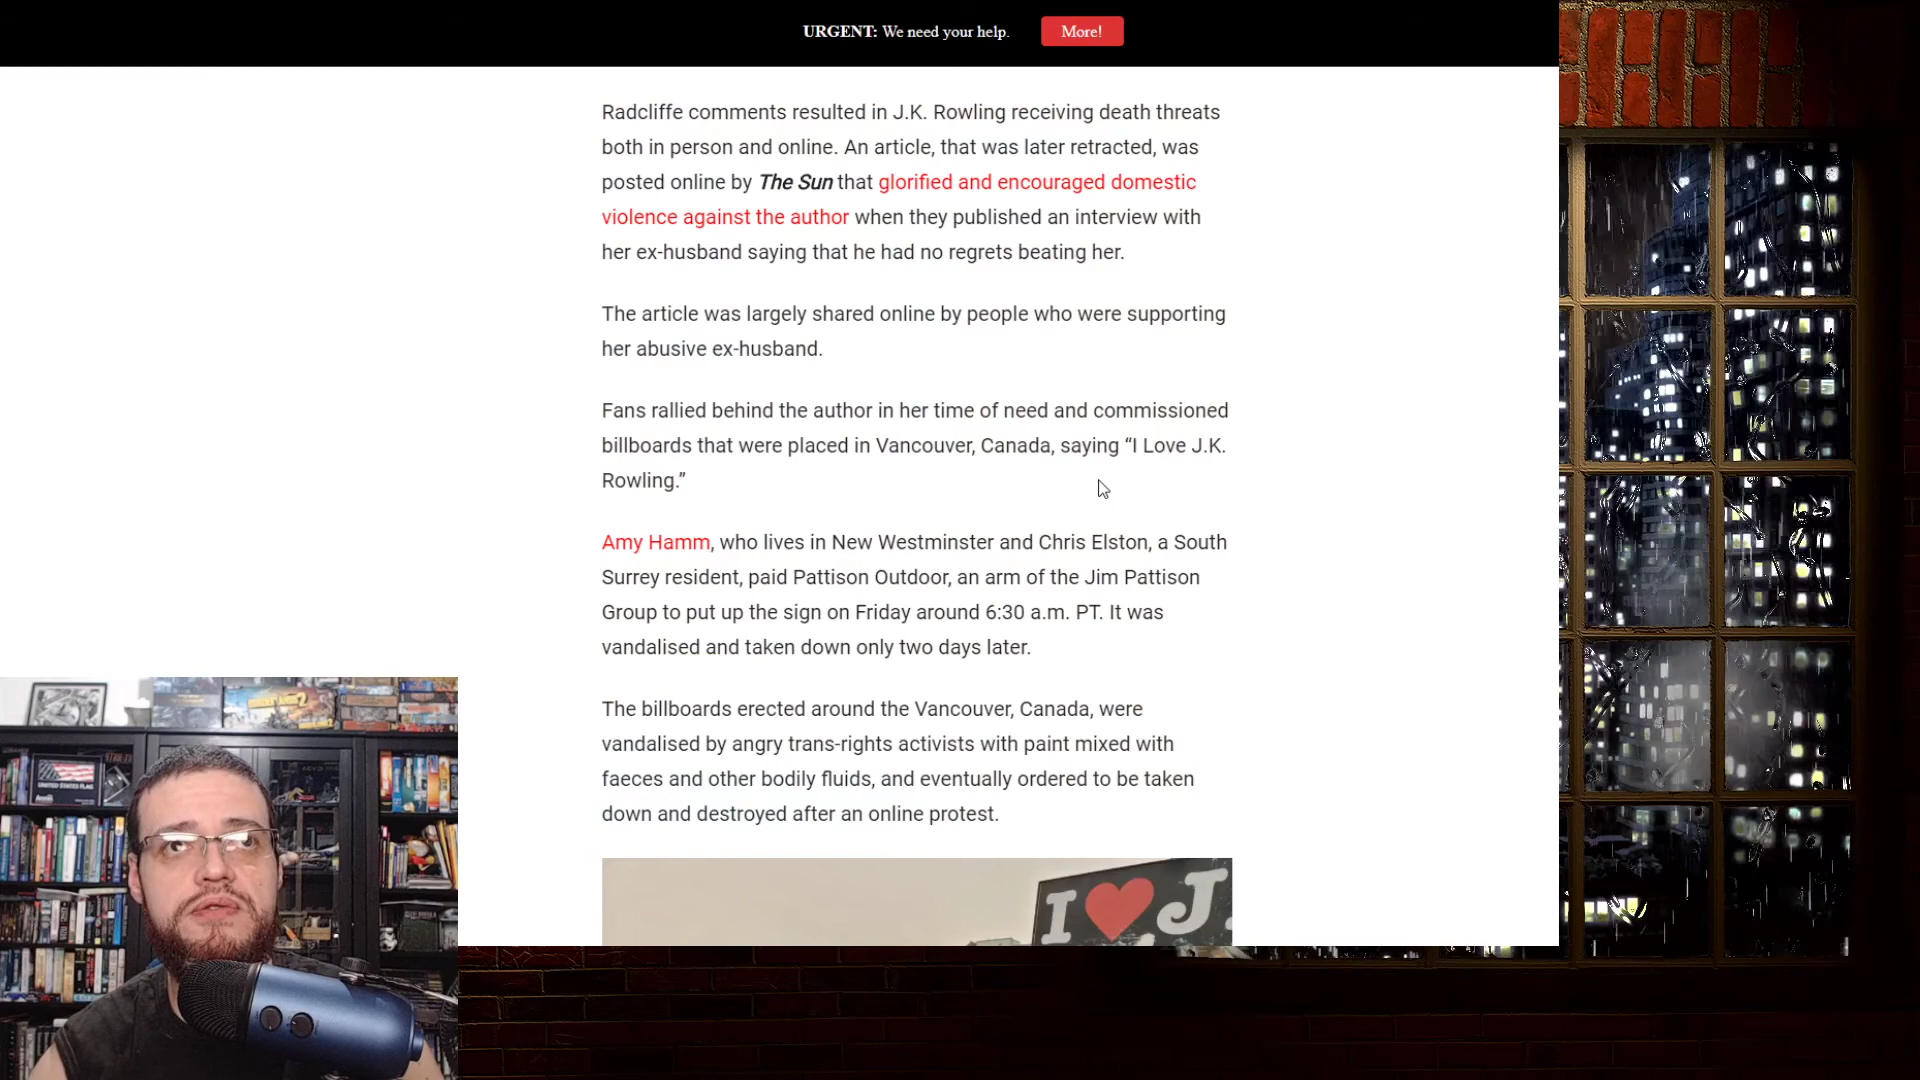 URGENT: We need your help.
More!
Radcliffe comments resulted in J.K. Rowling receiving death threats
both in person and online. An article, that was later retracted, was
posted online by The Sun that glorified and encouraged domestic
violence against the author when they published an interview with
her ex-husband saying that he had no regrets beating her.
The article was largely shared online by people who were supporting
her abusive ex-husband.
Fans rallied behind the author in her time of need and commissioned
billboards that were placed in Vancouver, Canada, saying “I Love J.K.
Rowling.”
Amy Hamm, who lives in New Westminster and Chris Elston, a South
Surrey resident, paid Pattison Outdoor, an arm of the Jim Pattison
Group to put up the sign on Friday around 6:30 a.m. PT. It was
vandalised and taken down only two days later.
The billboards erected around the Vancouver, Canada, were
vandalised by angry trans-rights activists with paint mixed with
faeces and other bodily fluids, and eventually ordered to be taken
down and destroyed after an online protest.
I ❤ J.
UNITED STATES FLAG